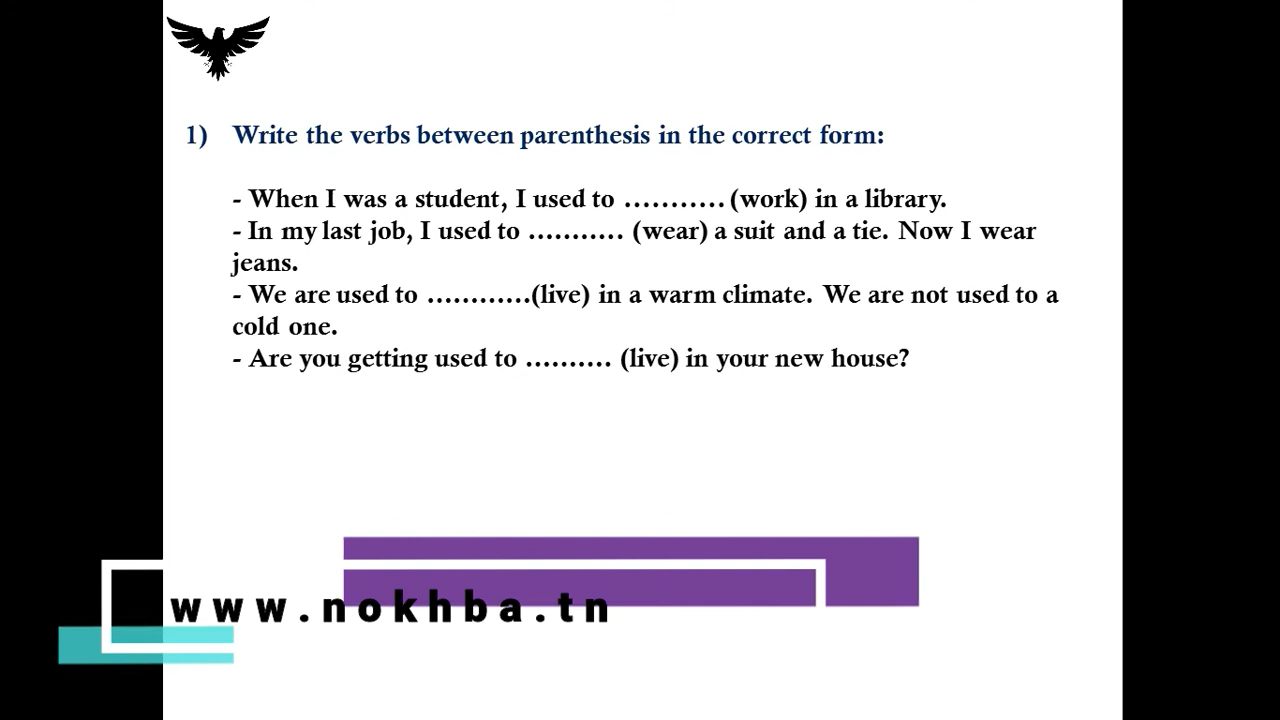 1) Write the verbs between parenthesis in the correct form:
- When I was a student, I used to ........... (work) in a library.
- In my last job, I used to ........... (wear) a suit and a tie. Now I wear
jeans.
- We are used to ............(live) in a warm climate. We are not used to a
cold one.
- Are you getting used to .......... (live) in your new house?
www.nokhba.tn